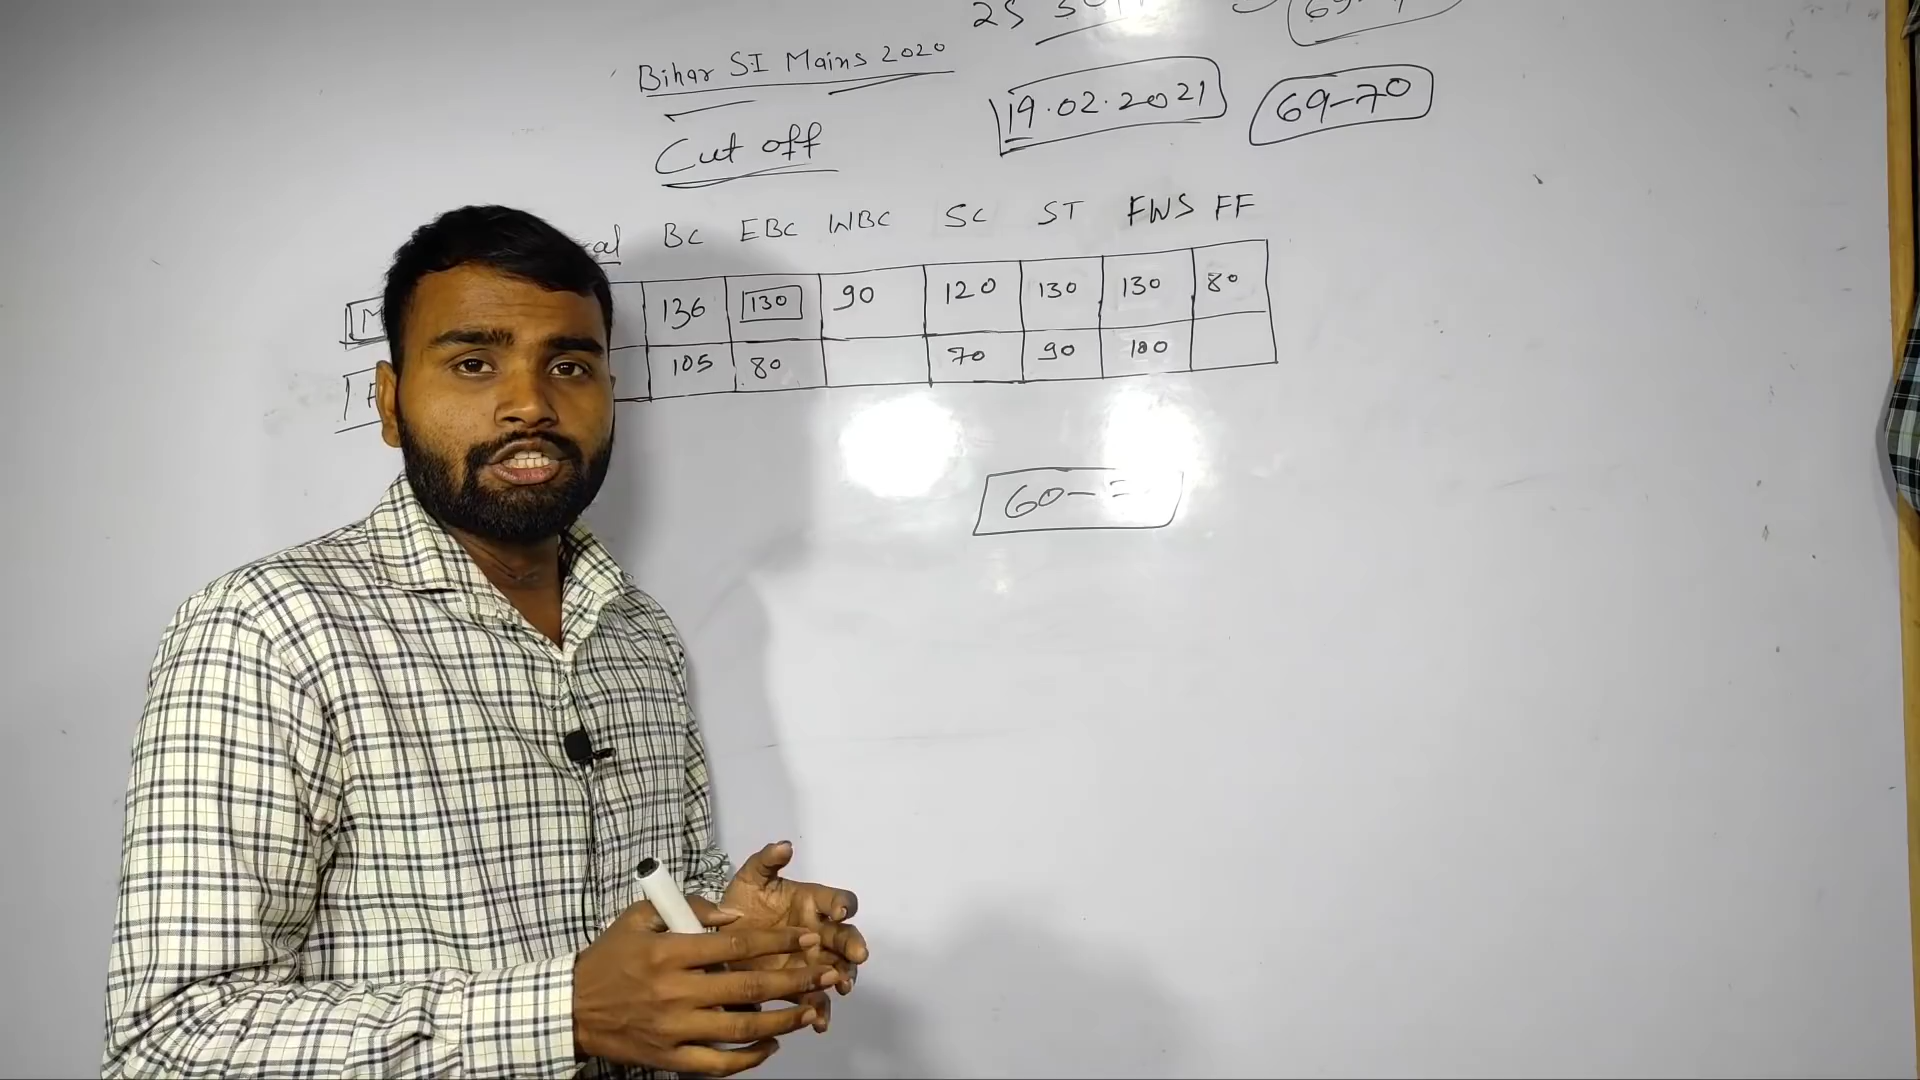 25
Bihar SI Mains 2020
19.02.2021 69-70
Cut off
BC EBC WBC SC ST EWS FF
M 136 130 90 120 130 130 80
F 105 80 70 90 100
60-